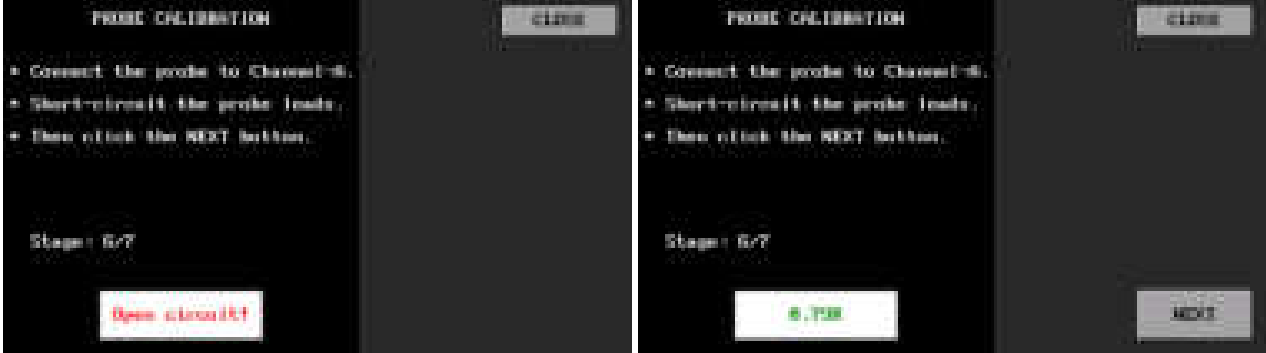 PROBE CALIBRATION
CLOSE
• Connect the probe to Channel-A.
• Short-circuit the probe leads.
• Then click the NEXT button.
Stage: 6/7
Open circuit!
PROBE CALIBRATION
CLOSE
• Connect the probe to Channel-A.
• Short-circuit the probe leads.
• Then click the NEXT button.
Stage: 6/7
NEXT